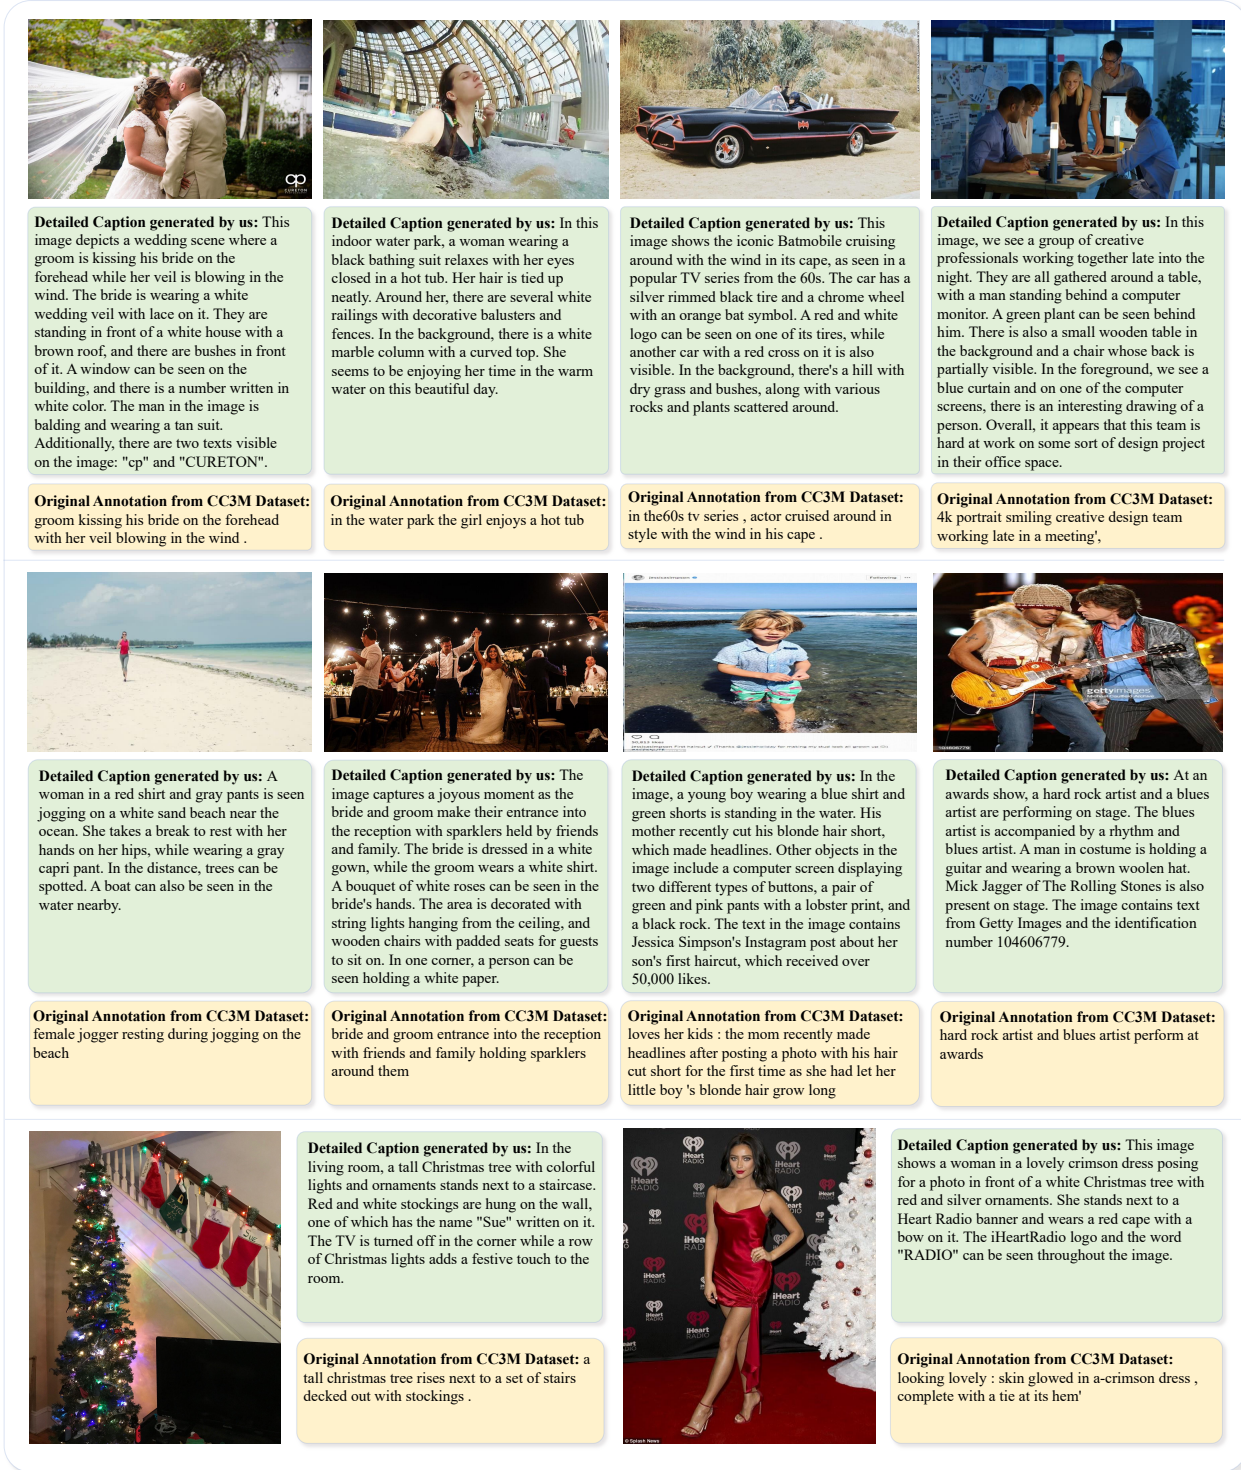 Detailed Caption generated by us: This
image depicts a wedding scene where a
groom is kissing his bride on the
forehead while her veil is blowing in the
wind. The bride is wearing a white
wedding veil with lace on it. They are
standing in front of a white house with a
brown roof, and there are bushes in front
of it. A window can be seen on the
building, and there is a number written in
white color. The man in the image is
balding and wearing a tan suit.
Additionally, there are two texts visible
on the image: "cp" and "CURETON".
Original Annotation from CC3M Dataset:
groom kissing his bride on the forehead
with her veil blowing in the wind .
Detailed Caption generated by us: In this
indoor water park, a woman wearing a
black bathing suit relaxes with her eyes
closed in a hot tub. Her hair is tied up
neatly. Around her, there are several white
railings with decorative balusters and
fences. In the background, there is a white
marble column with a curved top. She
seems to be enjoying her time in the warm
water on this beautiful day.
Original Annotation from CC3M Dataset:
in the water park the girl enjoys a hot tub
Detailed Caption generated by us: This
image shows the iconic Batmobile cruising
around with the wind in its cape, as seen in a
popular TV series from the 60s. The car has a
silver rimmed black tire and a chrome wheel
with an orange bat symbol. A red and white
logo can be seen on one of its tires, while
another car with a red cross on it is also
visible. In the background, there's a hill with
dry grass and bushes, along with various
rocks and plants scattered around.
Original Annotation from CC3M Dataset:
in the60s tv series , actor cruised around in
style with the wind in his cape .
Detailed Caption generated by us: In this
image, we see a group of creative
professionals working together late into the
night. They are all gathered around a table,
with a man standing behind a computer
monitor. A green plant can be seen behind
him. There is also a small wooden table in
the background and a chair whose back is
partially visible. In the foreground, we see a
blue curtain and on one of the computer
screens, there is an interesting drawing of a
person. Overall, it appears that this team is
hard at work on some sort of design project
in their office space.
Original Annotation from CC3M Dataset:
4k portrait smiling creative design team
working late in a meeting',
Detailed Caption generated by us: A
woman in a red shirt and gray pants is seen
jogging on a white sand beach near the
ocean. She takes a break to rest with her
hands on her hips, while wearing a gray
capri pant. In the distance, trees can be
spotted. A boat can also be seen in the
water nearby.
Original Annotation from CC3M Dataset:
female jogger resting during jogging on the
beach
Detailed Caption generated by us: The
image captures a joyous moment as the
bride and groom make their entrance into
the reception with sparklers held by friends
and family. The bride is dressed in a white
gown, while the groom wears a white shirt.
A bouquet of white roses can be seen in the
bride's hands. The area is decorated with
string lights hanging from the ceiling, and
wooden chairs with padded seats for guests
to sit on. In one corner, a person can be
seen holding a white paper.
Original Annotation from CC3M Dataset:
bride and groom entrance into the reception
with friends and family holding sparklers
around them
Following
Detailed Caption generated by us: In the
image, a young boy wearing a blue shirt and
green shorts is standing in the water. His
mother recently cut his blonde hair short,
which made headlines. Other objects in the
image include a computer screen displaying
two different types of buttons, a pair of
green and pink pants with a lobster print, and
a black rock. The text in the image contains
Jessica Simpson's Instagram post about her
son's first haircut, which received over
50,000 likes.
Original Annotation from CC3M Dataset:
loves her kids : the mom recently made
headlines after posting a photo with his hair
cut short for the first time as she had let her
little boy 's blonde hair grow long
gettyimages
104606779
Detailed Caption generated by us: At an
awards show, a hard rock artist and a blues
artist are performing on stage. The blues
artist is accompanied by a rhythm and
blues artist. A man in costume is holding a
guitar and wearing a brown woolen hat.
Mick Jagger of The Rolling Stones is also
present on stage. The image contains text
from Getty Images and the identification
number 104606779.
Original Annotation from CC3M Dataset:
hard rock artist and blues artist perform at
awards
Detailed Caption generated by us: In the
living room, a tall Christmas tree with colorful
lights and ornaments stands next to a staircase.
Red and white stockings are hung on the wall,
one of which has the name "Sue" written on it.
The TV is turned off in the corner while a row
of Christmas lights adds a festive touch to the
room.
Original Annotation from CC3M Dataset: a
tall christmas tree rises next to a set of stairs
decked out with stockings .
iHeart
RADIO
© Splash News
Detailed Caption generated by us: This image
shows a woman in a lovely crimson dress posing
for a photo in front of a white Christmas tree with
red and silver ornaments. She stands next to a
Heart Radio banner and wears a red cape with a
bow on it. The iHeartRadio logo and the word
"RADIO" can be seen throughout the image.
Original Annotation from CC3M Dataset:
looking lovely : skin glowed in a-crimson dress ,
complete with a tie at its hem'